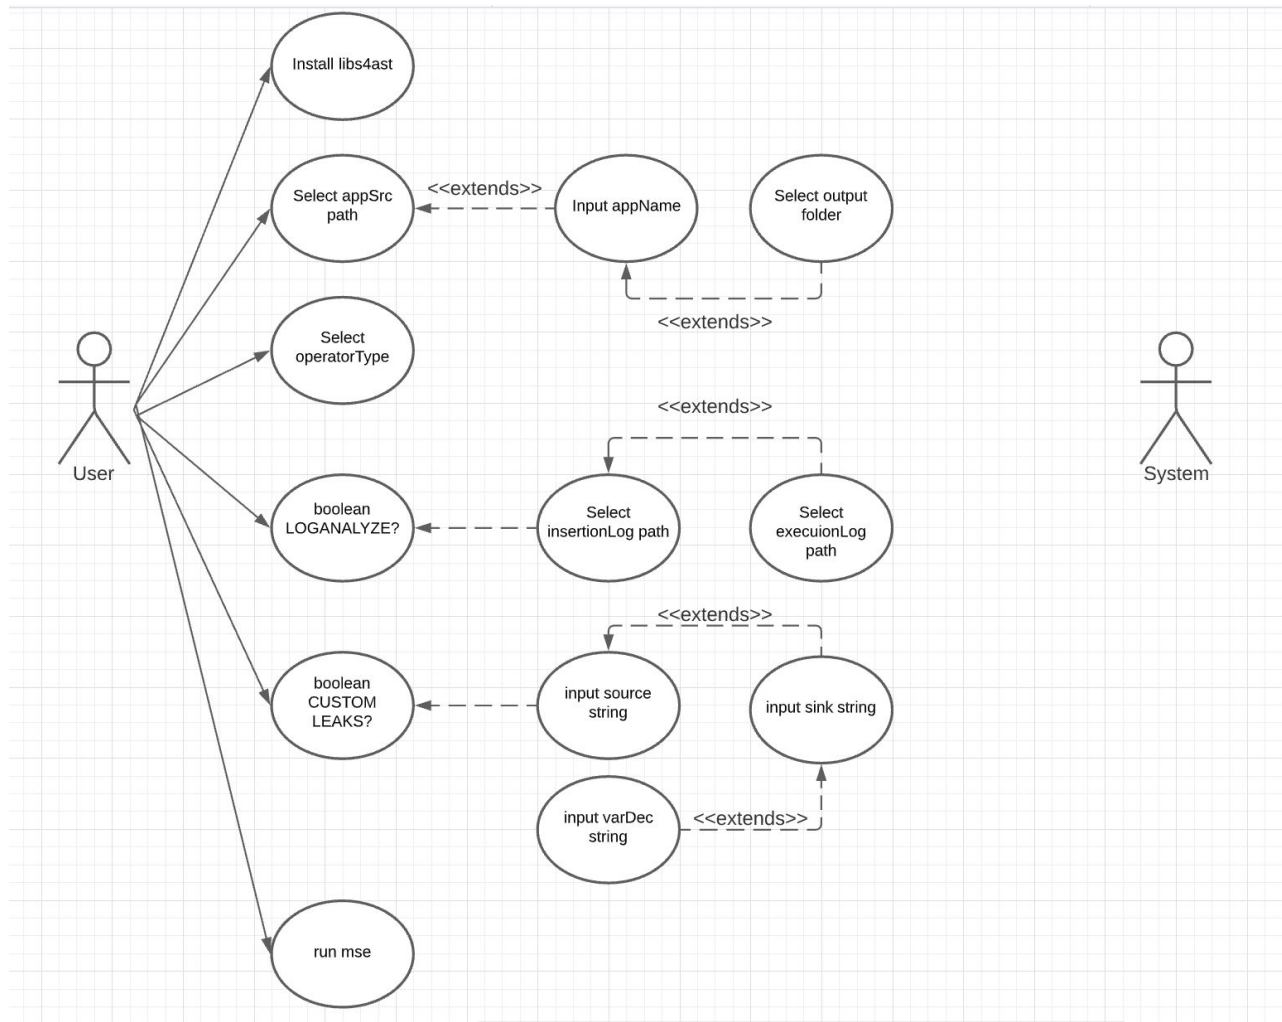 Install libs4ast
Select appSrc
path
<<extends>>
Input appName
Select output
folder
<<extends>>
Select
operatorType
User
System
<<extends>>
boolean
LOGANALYZE?
Select
insertionLog path
Select
execuionLog
path
<<extends>>
boolean
CUSTOM
LEAKS?
input source
string
input sink string
input varDec
string
<<extends>>
run mse